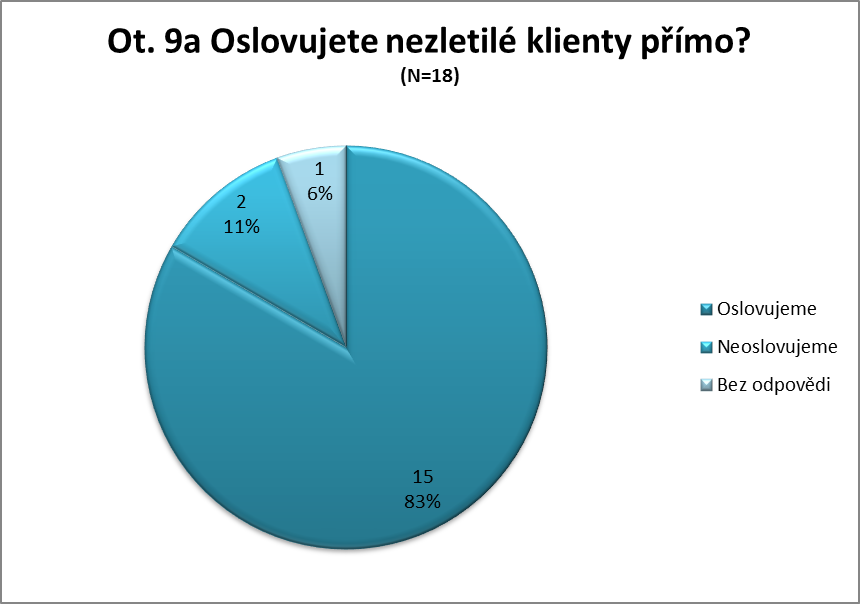 Ot. 9a Oslovujete nezletilé klienty přímo?
(N=18)
1
6%
2
11%
15
83%
Oslovujeme
Neoslovujeme
Bez odpovědi